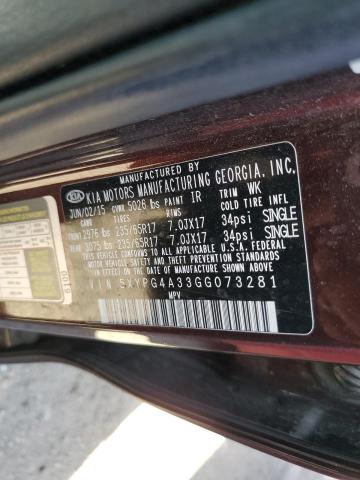 MANUFACTURED BY
KIA KIA MOTORS MANUFACTURING GEORGIA, INC.
JUN/02/15 GVWR 5026 lbs PAINT IR TRIM WK
GAWR TIRES RIMS COLD TIRE INFL
FRONT 2976 lbs 235/65R17 7.0JX17 34psi SINGLE
REAR 3075 lbs 235/65R17 7.0JX17 34psi SINGLE
THIS VEHICLE CONFORMS TO ALL APPLICABLE U.S. FEDERAL
MOTOR VEHICLE SAFETY AND THEFT PREVENTION STANDARDS
IN EFFECT ON THE DATE OF MANUFACTURE SHOWN ABOVE.
VIN 5XYPG4A33GG073281
MPV